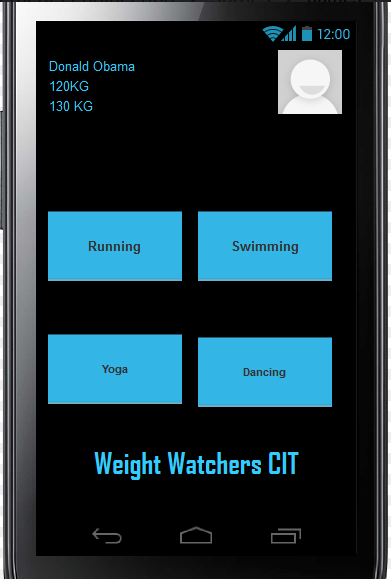 12:00
Donald Obama
120KG
130 KG
Running
Swimming
Yoga
Dancing
Weight Watchers CIT